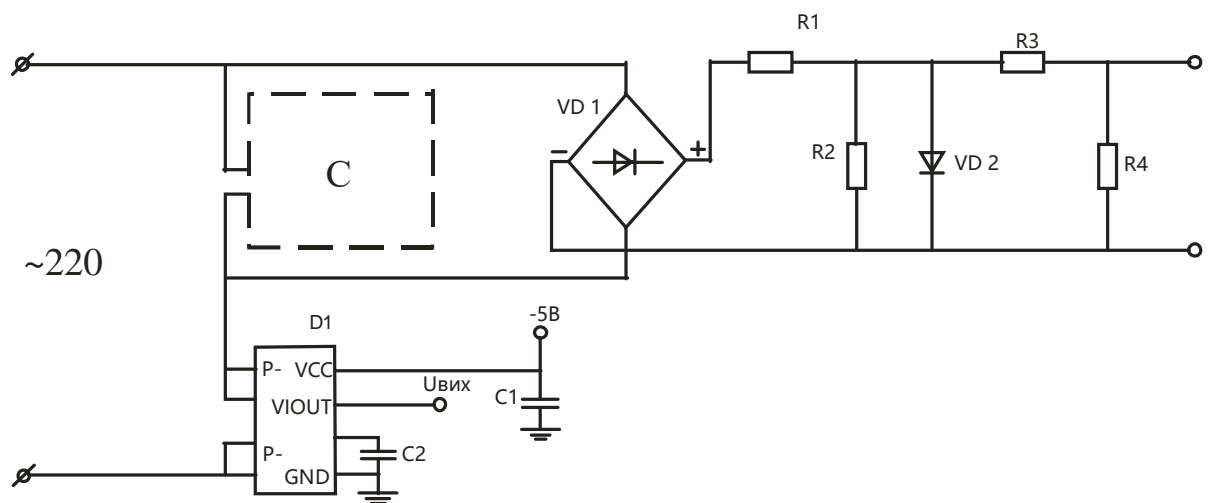 R1
R3
VD 1
–
+
C
R2
VD 2
R4
~220
-5В
D1
P- VCC
Uвих
C1
VIOUT
P-
C2
GND